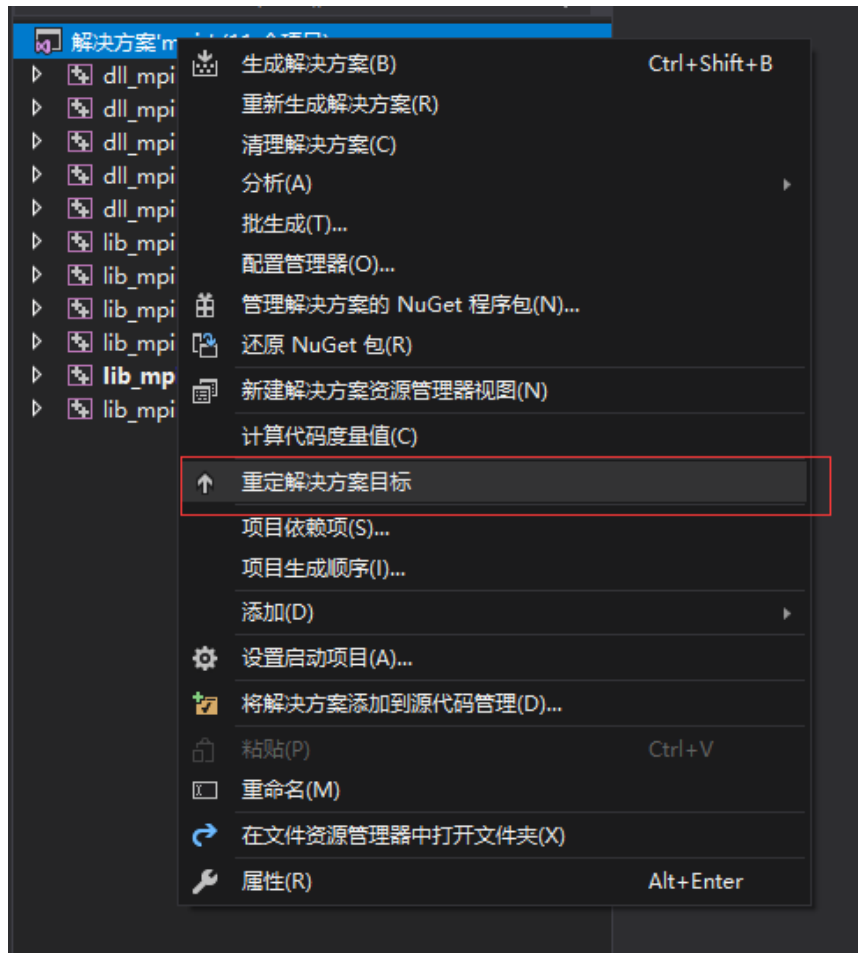 解决方案'm
dll_mpi
dll_mpi
dll_mpi
dll_mpi
dll_mpi
lib_mpi
lib_mpi
lib_mpi
lib_mpi
lib_mp
lib_mpi
生成解决方案(B) Ctrl+Shift+B
重新生成解决方案(R)
清理解决方案(C)
分析(A)
批生成(T)...
配置管理器(O)...
管理解决方案的 NuGet 程序包(N)...
还原 NuGet 包(R)
新建解决方案资源管理器视图(N)
计算代码度量值(C)
重定解决方案目标
项目依赖项(S)...
项目生成顺序(I)...
添加(D)
设置启动项目(A)...
将解决方案添加到源代码管理(D)...
粘贴(P) Ctrl+V
重命名(M)
在文件资源管理器中打开文件夹(X)
属性(R) Alt+Enter